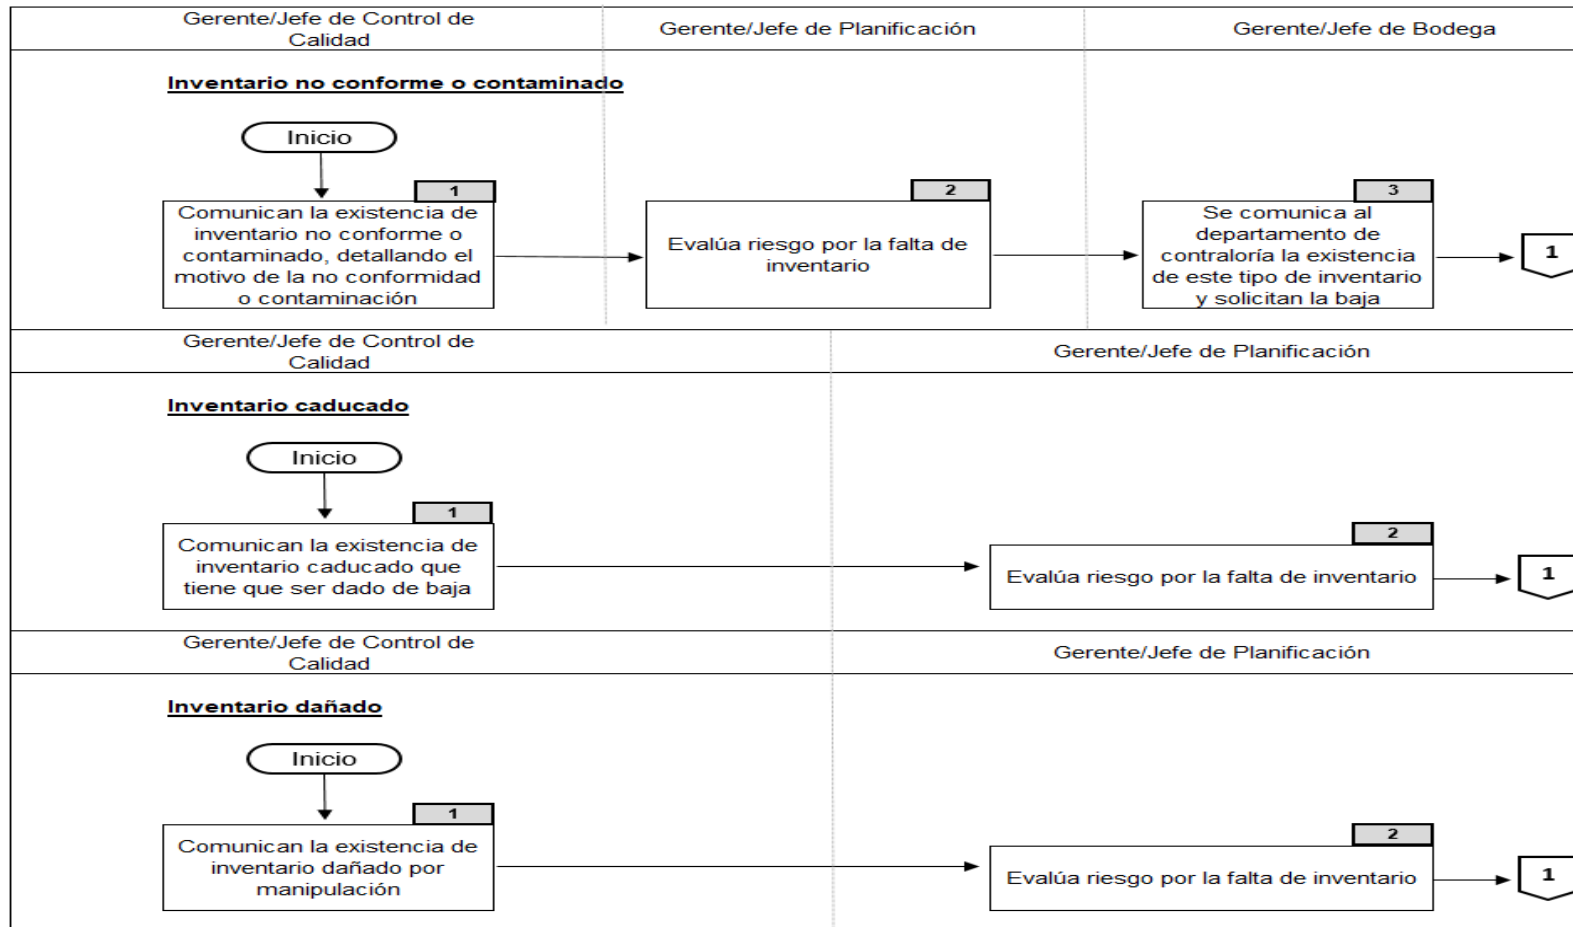 Gerente/Jefe de Control de
Calidad
Gerente/Jefe de Planificación
Gerente/Jefe de Bodega
Inventario no conforme o contaminado
Inicio
1
Comunican la existencia de
inventario no conforme o
contaminado, detallando el
motivo de la no conformidad
o contaminación
2
Evalúa riesgo por la falta de
inventario
3
Se comunica al
departamento de
contraloría la existencia
de este tipo de inventario
y solicitan la baja
1
Gerente/Jefe de Control de
Calidad
Gerente/Jefe de Planificación
Inventario caducado
Inicio
1
Comunican la existencia de
inventario caducado que
tiene que ser dado de baja
2
Evalúa riesgo por la falta de inventario
1
Gerente/Jefe de Control de
Calidad
Gerente/Jefe de Planificación
Inventario dañado
Inicio
1
Comunican la existencia de
inventario dañado por
manipulación
2
Evalúa riesgo por la falta de inventario
1